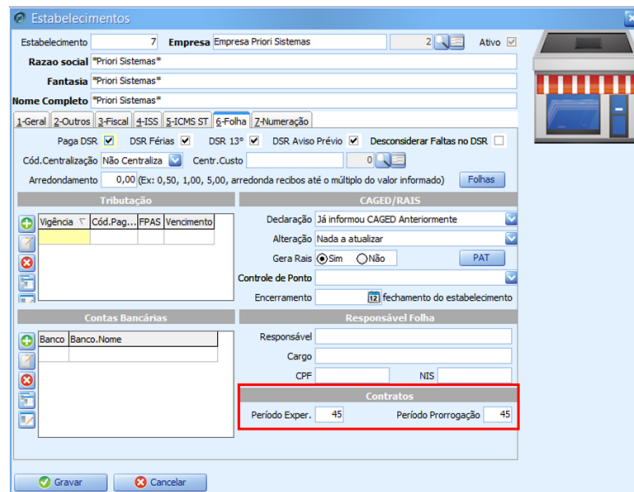 Estabelecimentos
Estabelecimento 7 Empresa Empresa Priori Sistemas 2 Ativo
Razao social "Priori Sistemas"
Fantasia "Priori Sistemas"
Nome Completo "Priori Sistemas"
1-Geral 2-Outros 3-Fiscal 4-ISS 5-ICMS ST 6-Folha 7-Numeração
Paga DSR DSR Férias DSR 13º DSR Aviso Prévio Desconsiderar Faltas no DSR
Cód.Centralização Não Centraliza Centr.Custo 0
Arredondamento 0,00 (Ex: 0,50, 1,00, 5,00, arredonda recibos até o múltiplo do valor informado) Folhas
Tributação CAGED/RAIS
Vigência Cód.Pag... FPAS Vencimento Declaração Já informou CAGED Anteriormente
Alteração Nada a atualizar
Gera Rais Sim Não PAT
Controle de Ponto
Encerramento 12 fechamento do estabelecimento
Contas Bancárias Responsável Folha
Banco Banco.Nome Responsável
Cargo
CPF NIS
Contratos
Período Exper. 45 Período Prorrogação 45
Gravar Cancelar